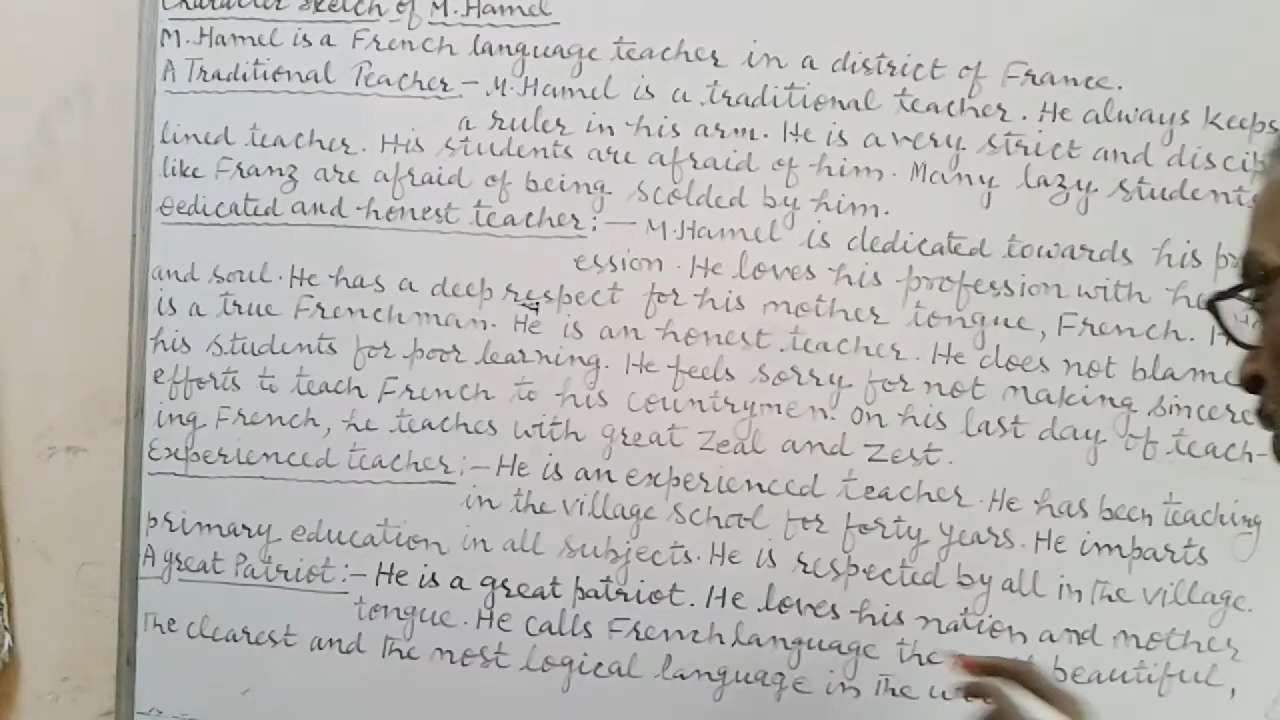 Character Sketch of M. Hamel
M. Hamel is a French language teacher in a district of France.
A Traditional Teacher – M. Hamel is a traditional teacher. He always keeps
a ruler in his arm. He is a very strict and discip
lined teacher. His students are afraid of him. Many lazy students
like Franz are afraid of being scolded by him.
Dedicated and honest teacher:– M. Hamel is dedicated towards his
ession. He loves his profession with
and soul. He has a deep respect for his mother tongue, French.
is a true Frenchman. He is an honest teacher. He does not blame
his students for poor learning. He feels sorry for not making sincere
efforts to teach French to his countrymen. On his last day of teach-
ing French, he teaches with great zeal and zest.
Experienced teacher:– He is an experienced teacher. He has been teaching
in the village school for forty years. He imparts
primary education in all subjects. He is respected by all in the village.
A great Patriot:– He is a great patriot. He loves his nation and mother
tongue. He calls French language the beautiful,
The clearest and the most logical language in the